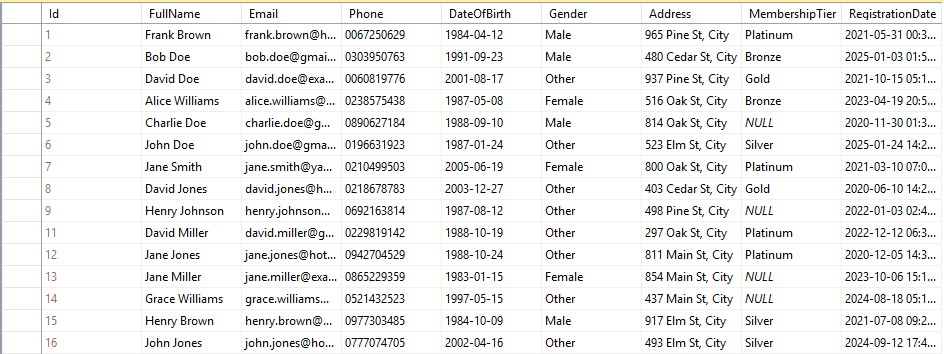 Id FullName Email Phone DateOfBirth Gender Address MembershipTier RegistrationDate
1 Frank Brown frank.brown@h... 0067250629 1984-04-12 Male 965 Pine St, City Platinum 2021-05-31 00:3...
2 Bob Doe bob.doe@gmai... 0303950763 1991-09-23 Male 480 Cedar St, City Bronze 2025-01-03 01:5...
3 David Doe david.doe@exa... 0060819776 2001-08-17 Other 937 Pine St, City Gold 2021-10-15 05:1...
4 Alice Williams alice.williams@... 0238575438 1987-05-08 Female 516 Oak St, City Bronze 2023-04-19 20:5...
5 Charlie Doe charlie.doe@g... 0890627184 1988-09-10 Male 814 Oak St, City NULL 2020-11-30 01:3...
6 John Doe john.doe@gma... 0196631923 1987-01-24 Other 523 Elm St, City Silver 2025-01-24 14:2...
7 Jane Smith jane.smith@ya... 0210499503 2005-06-19 Female 800 Oak St, City Platinum 2021-03-10 07:0...
8 David Jones david.jones@h... 0218678783 2003-12-27 Other 403 Cedar St, City Gold 2020-06-10 14:2...
9 Henry Johnson henry.johnson... 0692163814 1987-08-12 Other 498 Pine St, City NULL 2022-01-03 02:4...
11 David Miller david.miller@g... 0229819142 1988-10-19 Other 297 Oak St, City Platinum 2022-12-12 06:3...
12 Jane Jones jane.jones@hot... 0942704529 1988-10-24 Other 811 Main St, City Platinum 2020-12-05 14:3...
13 Jane Miller jane.miller@exa... 0865229359 1983-01-15 Female 854 Main St, City NULL 2023-10-06 15:1...
14 Grace Williams grace.williams... 0521432523 1997-05-15 Other 437 Main St, City NULL 2024-08-18 05:1...
15 Henry Brown henry.brown@... 0977303485 1984-10-09 Male 917 Elm St, City Silver 2021-07-08 09:2...
16 John Jones john.jones@ho... 0777074705 2002-04-16 Other 493 Elm St, City Silver 2024-09-12 17:4...